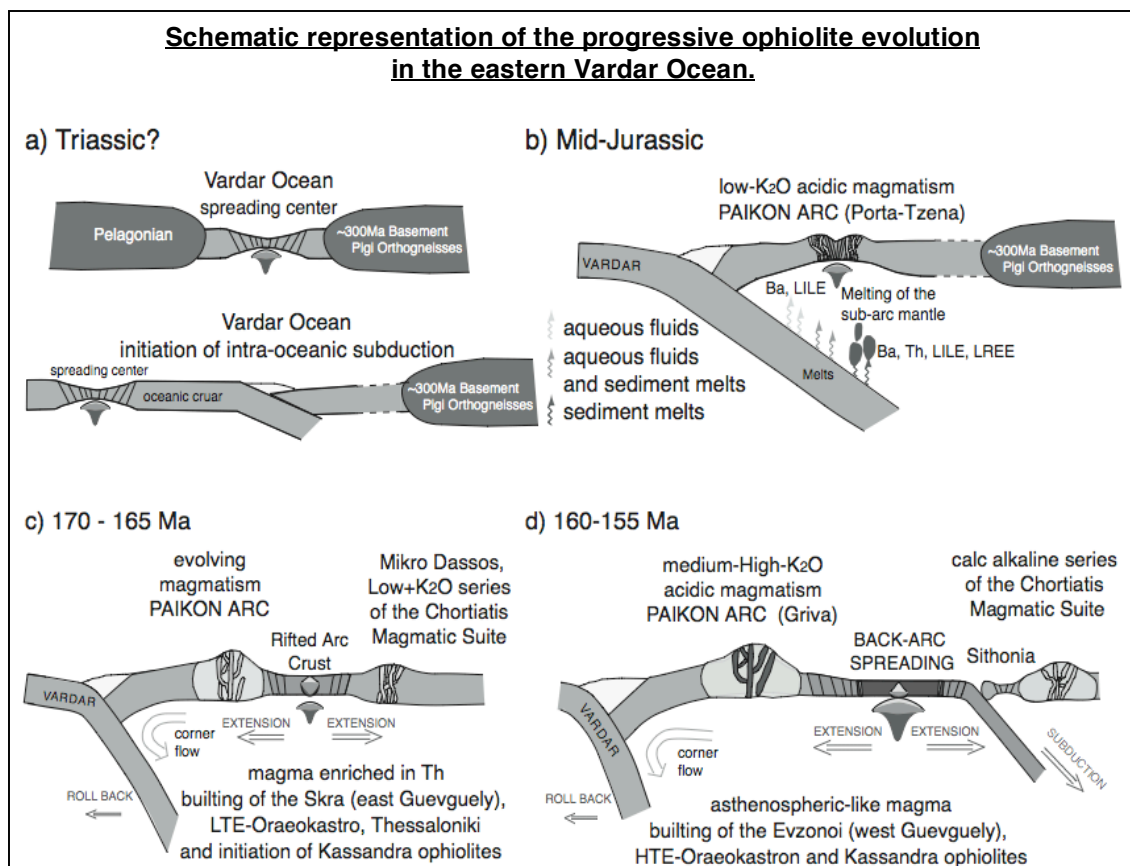 Schematic representation of the progressive ophiolite evolution
in the eastern Vardar Ocean.
a) Triassic?
Vardar Ocean
spreading center
Pelagonian
~300Ma Basement
Pigi Orthogneisses
Vardar Ocean
initiation of intra-oceanic subduction
spreading center
oceanic cruar
~300Ma Basement
Pigi Orthogneisses
b) Mid-Jurassic
low-K2O acidic magmatism
PAIKON ARC (Porta-Tzena)
VARDAR
~300Ma Basement
Pigi Orthogneisses
Ba, LILE
Melting of the
sub-arc mantle
Ba, Th, LILE, LREE
Melts
aqueous fluids
aqueous fluids
and sediment melts
sediment melts
c) 170 - 165 Ma
evolving
magmatism
PAIKON ARC
Mikro Dassos,
Low+K2O series
of the Chortiatis
Magmatic Suite
Rifted Arc
Crust
VARDAR
EXTENSION
EXTENSION
corner
flow
ROLL BACK
magma enriched in Th
builting of the Skra (east Guevguely),
LTE-Oraeokastro, Thessaloniki
and initiation of Kassandra ophiolites
d) 160-155 Ma
medium-High-K2O
acidic magmatism
PAIKON ARC (Griva)
calc alkaline series
of the Chortiatis
Magmatic Suite
BACK-ARC
SPREADING
Sithonia
VARDAR
EXTENSION
EXTENSION
SUBDUCTION
corner
flow
ROLL BACK
asthenospheric-like magma
builting of the Evzonoi (west Guevguely),
HTE-Oraeokastron and Kassandra ophiolites